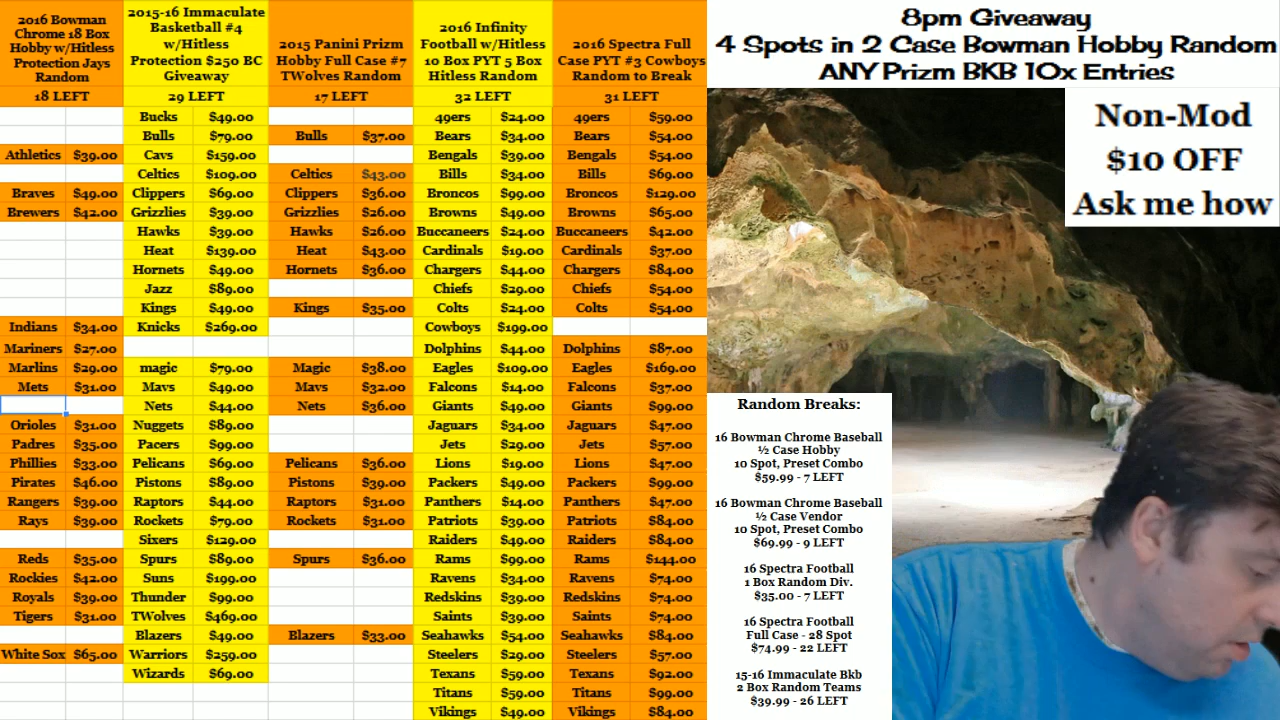 2016 Bowman
Chrome 18 Box
Hobby w/Hitless
Protection Jays
Random
18 LEFT
Athletics $39.00
Braves $49.00
Brewers $42.00
Indians $34.00
Mariners $27.00
Marlins $29.00
Mets $31.00
Orioles $31.00
Padres $35.00
Phillies $33.00
Pirates $46.00
Rangers $39.00
Rays $39.00
Reds $35.00
Rockies $42.00
Royals $39.00
Tigers $31.00
White Sox $65.00
2015-16 Immaculate
Basketball #4
w/Hitless
Protection $250 BC
Giveaway
29 LEFT
Bucks $49.00
Bulls $79.00
Cavs $159.00
Celtics $109.00
Clippers $69.00
Grizzlies $39.00
Hawks $39.00
Heat $139.00
Hornets $49.00
Jazz $89.00
Kings $49.00
Knicks $269.00
magic $79.00
Mavs $49.00
Nets $44.00
Nuggets $89.00
Pacers $99.00
Pelicans $69.00
Pistons $89.00
Raptors $44.00
Rockets $79.00
Sixers $129.00
Spurs $89.00
Suns $199.00
Thunder $99.00
TWolves $469.00
Blazers $49.00
Warriors $259.00
Wizards $69.00
2015 Panini Prizm
Hobby Full Case #7
TWolves Random
17 LEFT
Bulls $37.00
Celtics $43.00
Clippers $36.00
Grizzlies $26.00
Hawks $26.00
Heat $43.00
Hornets $36.00
Kings $35.00
Magic $38.00
Mavs $32.00
Nets $36.00
Pelicans $36.00
Pistons $39.00
Raptors $31.00
Rockets $31.00
Spurs $36.00
Blazers $33.00
2016 Infinity
Football w/Hitless
10 Box PYT 5 Box
Hitless Random
32 LEFT
49ers $24.00
Bears $34.00
Bengals $39.00
Bills $34.00
Broncos $99.00
Browns $49.00
Buccaneers $24.00
Cardinals $19.00
Chargers $44.00
Chiefs $29.00
Colts $24.00
Cowboys $199.00
Dolphins $44.00
Eagles $109.00
Falcons $14.00
Giants $49.00
Jaguars $34.00
Jets $29.00
Lions $19.00
Packers $49.00
Panthers $14.00
Patriots $39.00
Raiders $49.00
Rams $99.00
Ravens $34.00
Redskins $39.00
Saints $39.00
Seahawks $54.00
Steelers $29.00
Texans $59.00
Titans $59.00
Vikings $49.00
2016 Spectra Full
Case PYT #3 Cowboys
Random to Break
31 LEFT
49ers $59.00
Bears $54.00
Bengals $54.00
Bills $69.00
Broncos $129.00
Browns $65.00
Buccaneers $42.00
Cardinals $37.00
Chargers $84.00
Chiefs $54.00
Colts $54.00
Dolphins $87.00
Eagles $169.00
Falcons $37.00
Giants $99.00
Jaguars $47.00
Jets $57.00
Lions $47.00
Packers $99.00
Panthers $47.00
Patriots $84.00
Raiders $84.00
Rams $144.00
Ravens $74.00
Redskins $74.00
Saints $74.00
Seahawks $84.00
Steelers $57.00
Texans $92.00
Titans $99.00
Vikings $84.00
8pm Giveaway
4 Spots in 2 Case Bowman Hobby Random
ANY Prizm BKB 10x Entries
Non-Mod
$10 OFF
Ask me how
Random Breaks:
16 Bowman Chrome Baseball
½ Case Hobby
10 Spot, Preset Combo
$59.99 - 7 LEFT
16 Bowman Chrome Baseball
½ Case Vendor
10 Spot, Preset Combo
$69.99 - 9 LEFT
16 Spectra Football
1 Box Random Div.
$35.00 - 7 LEFT
16 Spectra Football
Full Case - 28 Spot
$74.99 - 22 LEFT
15-16 Immaculate Bkb
2 Box Random Teams
$39.99 - 26 LEFT